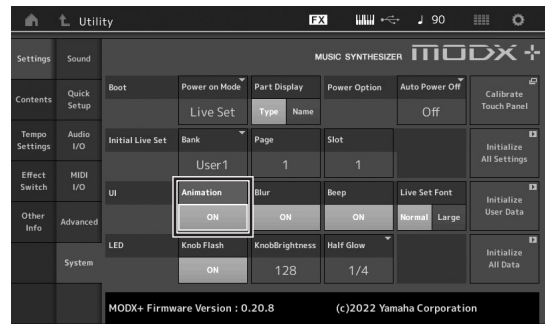 Utility
FX
90
Settings
Sound
MUSIC SYNTHESIZER MODX+
Contents
Quick
Setup
Boot
Power on Mode
Live Set
Part Display
Type Name
Power Option
Auto Power Off
Off
Calibrate
Touch Panel
Tempo
Settings
Audio
I/O
Initial Live Set
Bank
User1
Page
1
Slot
1
Initialize
All Settings
Effect
Switch
MIDI
I/O
UI
Animation
ON
Blur
ON
Beep
ON
Live Set Font
Normal Large
Initialize
User Data
Other
Info
Advanced
System
LED
Knob Flash
ON
KnobBrightness
128
Half Glow
1/4
Initialize
All Data
MODX+ Firmware Version : 0.20.8
(c)2022 Yamaha Corporation